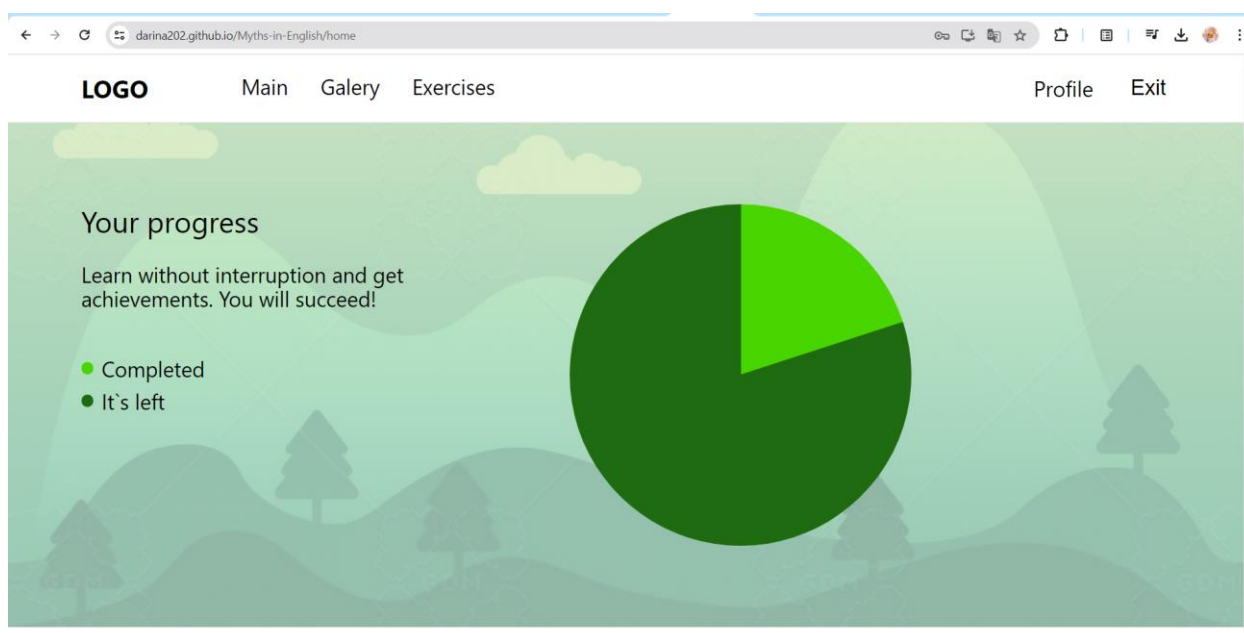 darina202.github.io/Myths-in-English/home
LOGO Main Galery Exercises Profile Exit
Your progress
Learn without interruption and get
achievements. You will succeed!
Completed
It`s left